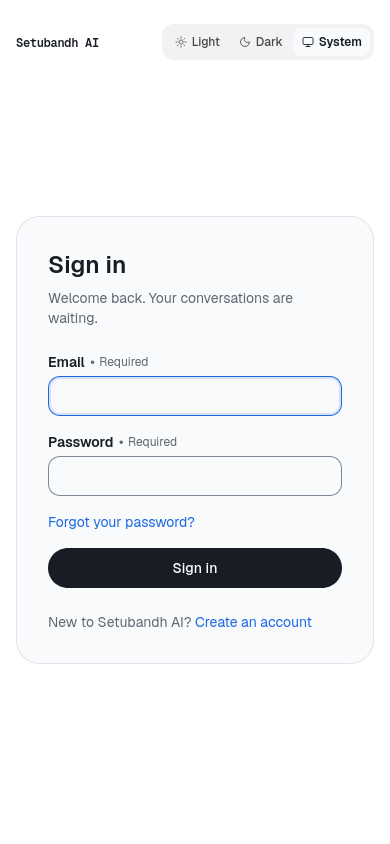 Setubandh AI
Light
Dark
System
Sign in
Welcome back. Your conversations are
waiting.
Email • Required
Password • Required
Forgot your password?
Sign in
New to Setubandh AI? Create an account